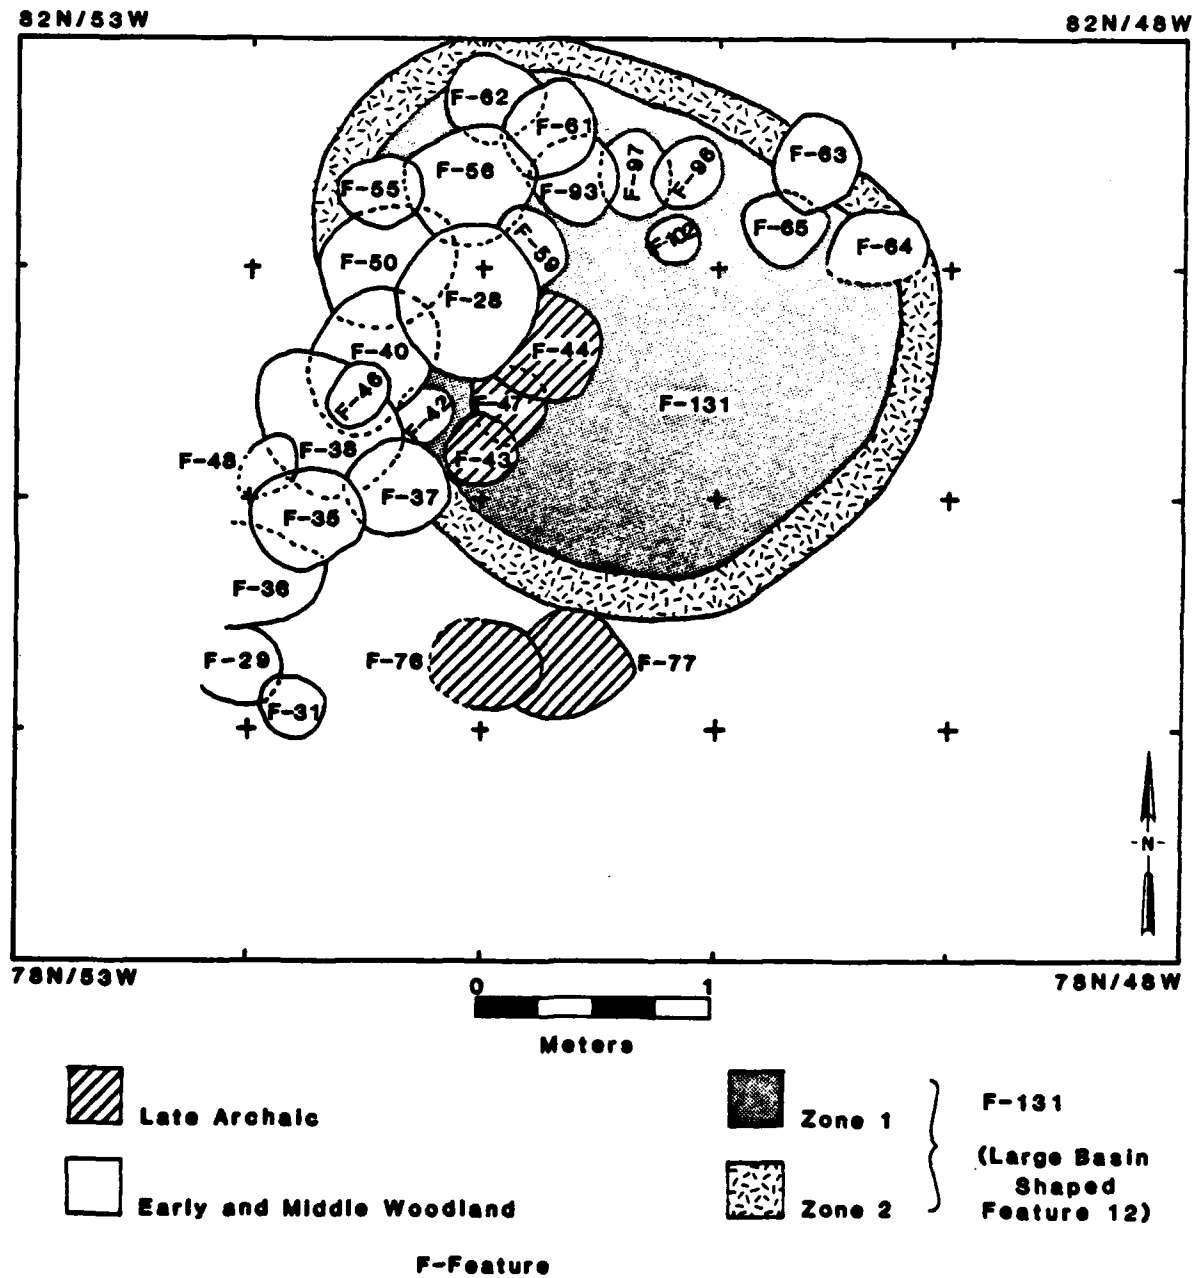 82N/53W
82N/48W
F-62
F-61
F-63
F-56
F-97
F-96
F-55
F-93
F-65
F-102
F-59
F-64
F-50
F-28
F-40
F-44
F-46
F-42
F-47
F-131
F-38
F-48
F-43
F-37
F-35
F-36
F-29
F-76
F-77
F-31
-N-
78N/53W
78N/48W
0
1
Meters
Late Archaic
Early and Middle Woodland
Zone 1
Zone 2
F-131
(Large Basin
Shaped
Feature 12)
F-Feature